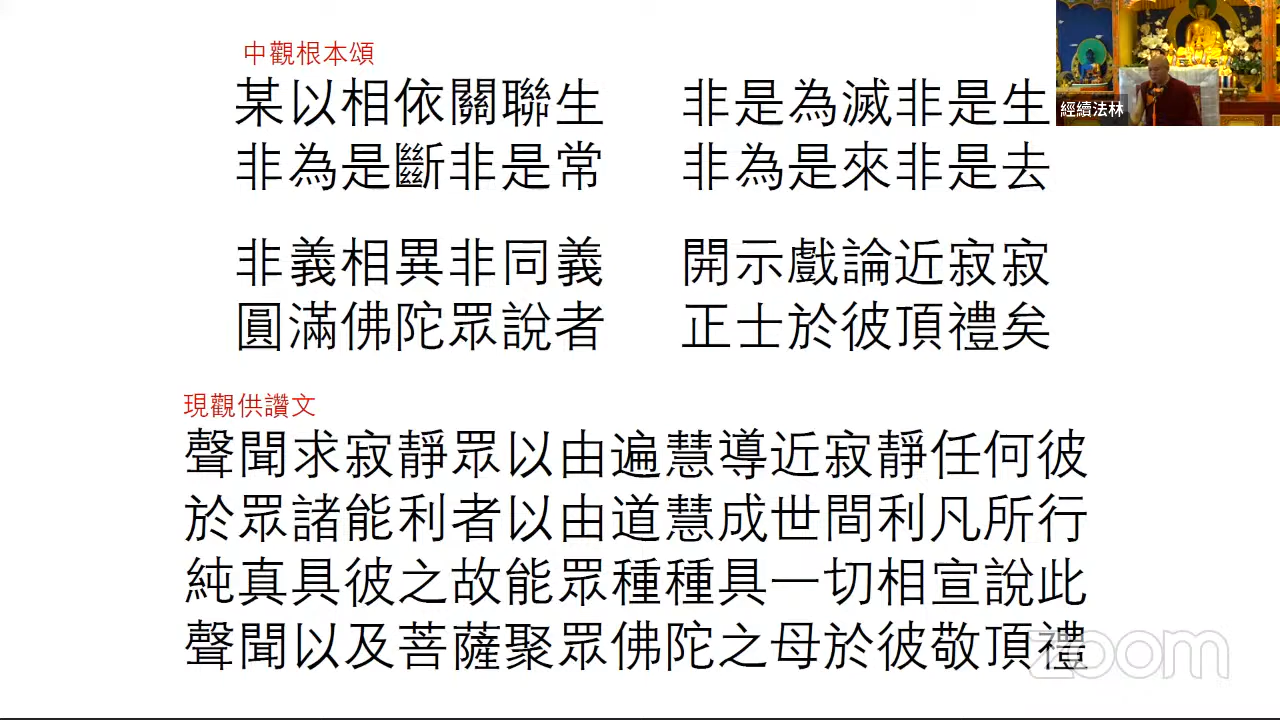 中觀根本頌
某以相依關聯生 非是為滅非是生
非為是斷非是常 非為是來非是去
非義相異非同義 開示戲論近寂寂
圓滿佛陀眾說者 正士於彼頂禮矣
現觀供讚文
聲聞求寂靜眾以由遍慧導近寂靜任何彼
於眾諸能利者以由道慧成世間利凡所行
純真具彼之故能眾種種具一切相宣說此
聲聞以及菩薩聚眾佛陀之母於彼敬頂禮
經續法林
zoom